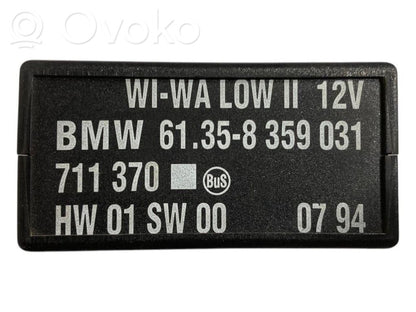 Ovoko
WI-WA LOW II 12V
BMW 61.35-8 359 031
711 370 BUS
HW 01 SW 00 07 94